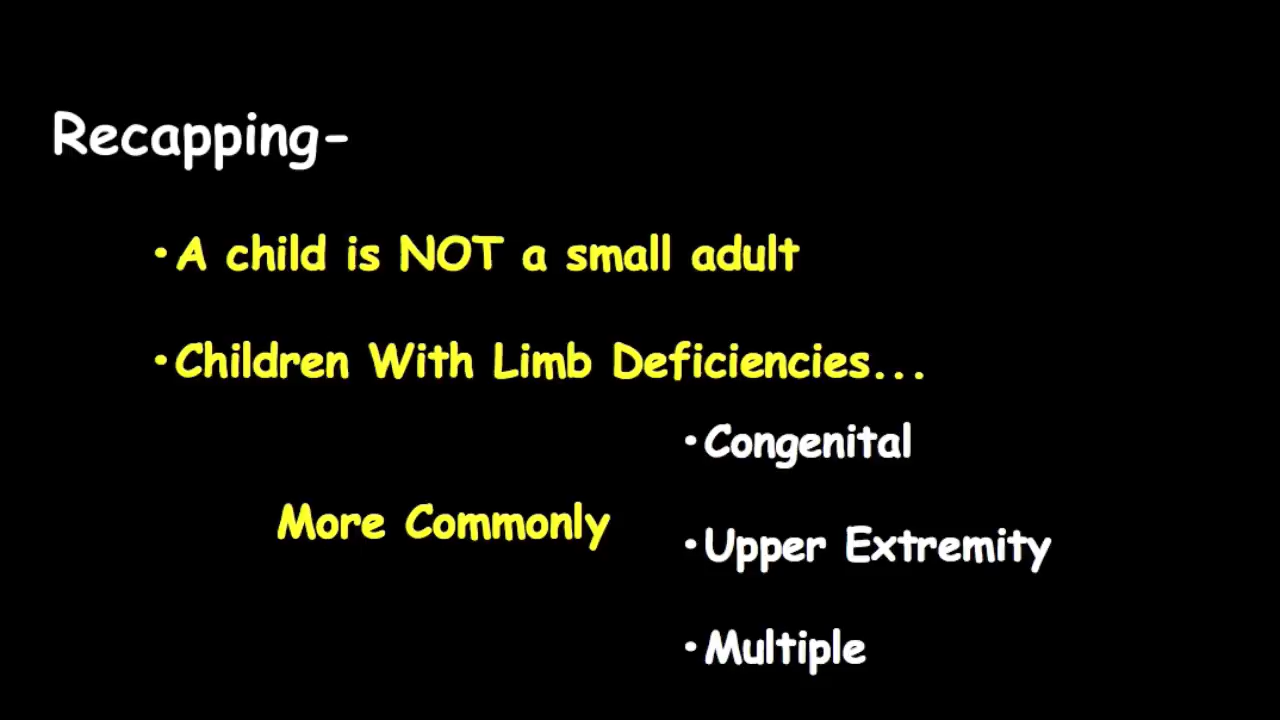 Recapping-
•A child is NOT a small adult
•Children With Limb Deficiencies...
•Congenital
More Commonly
•Upper Extremity
•Multiple